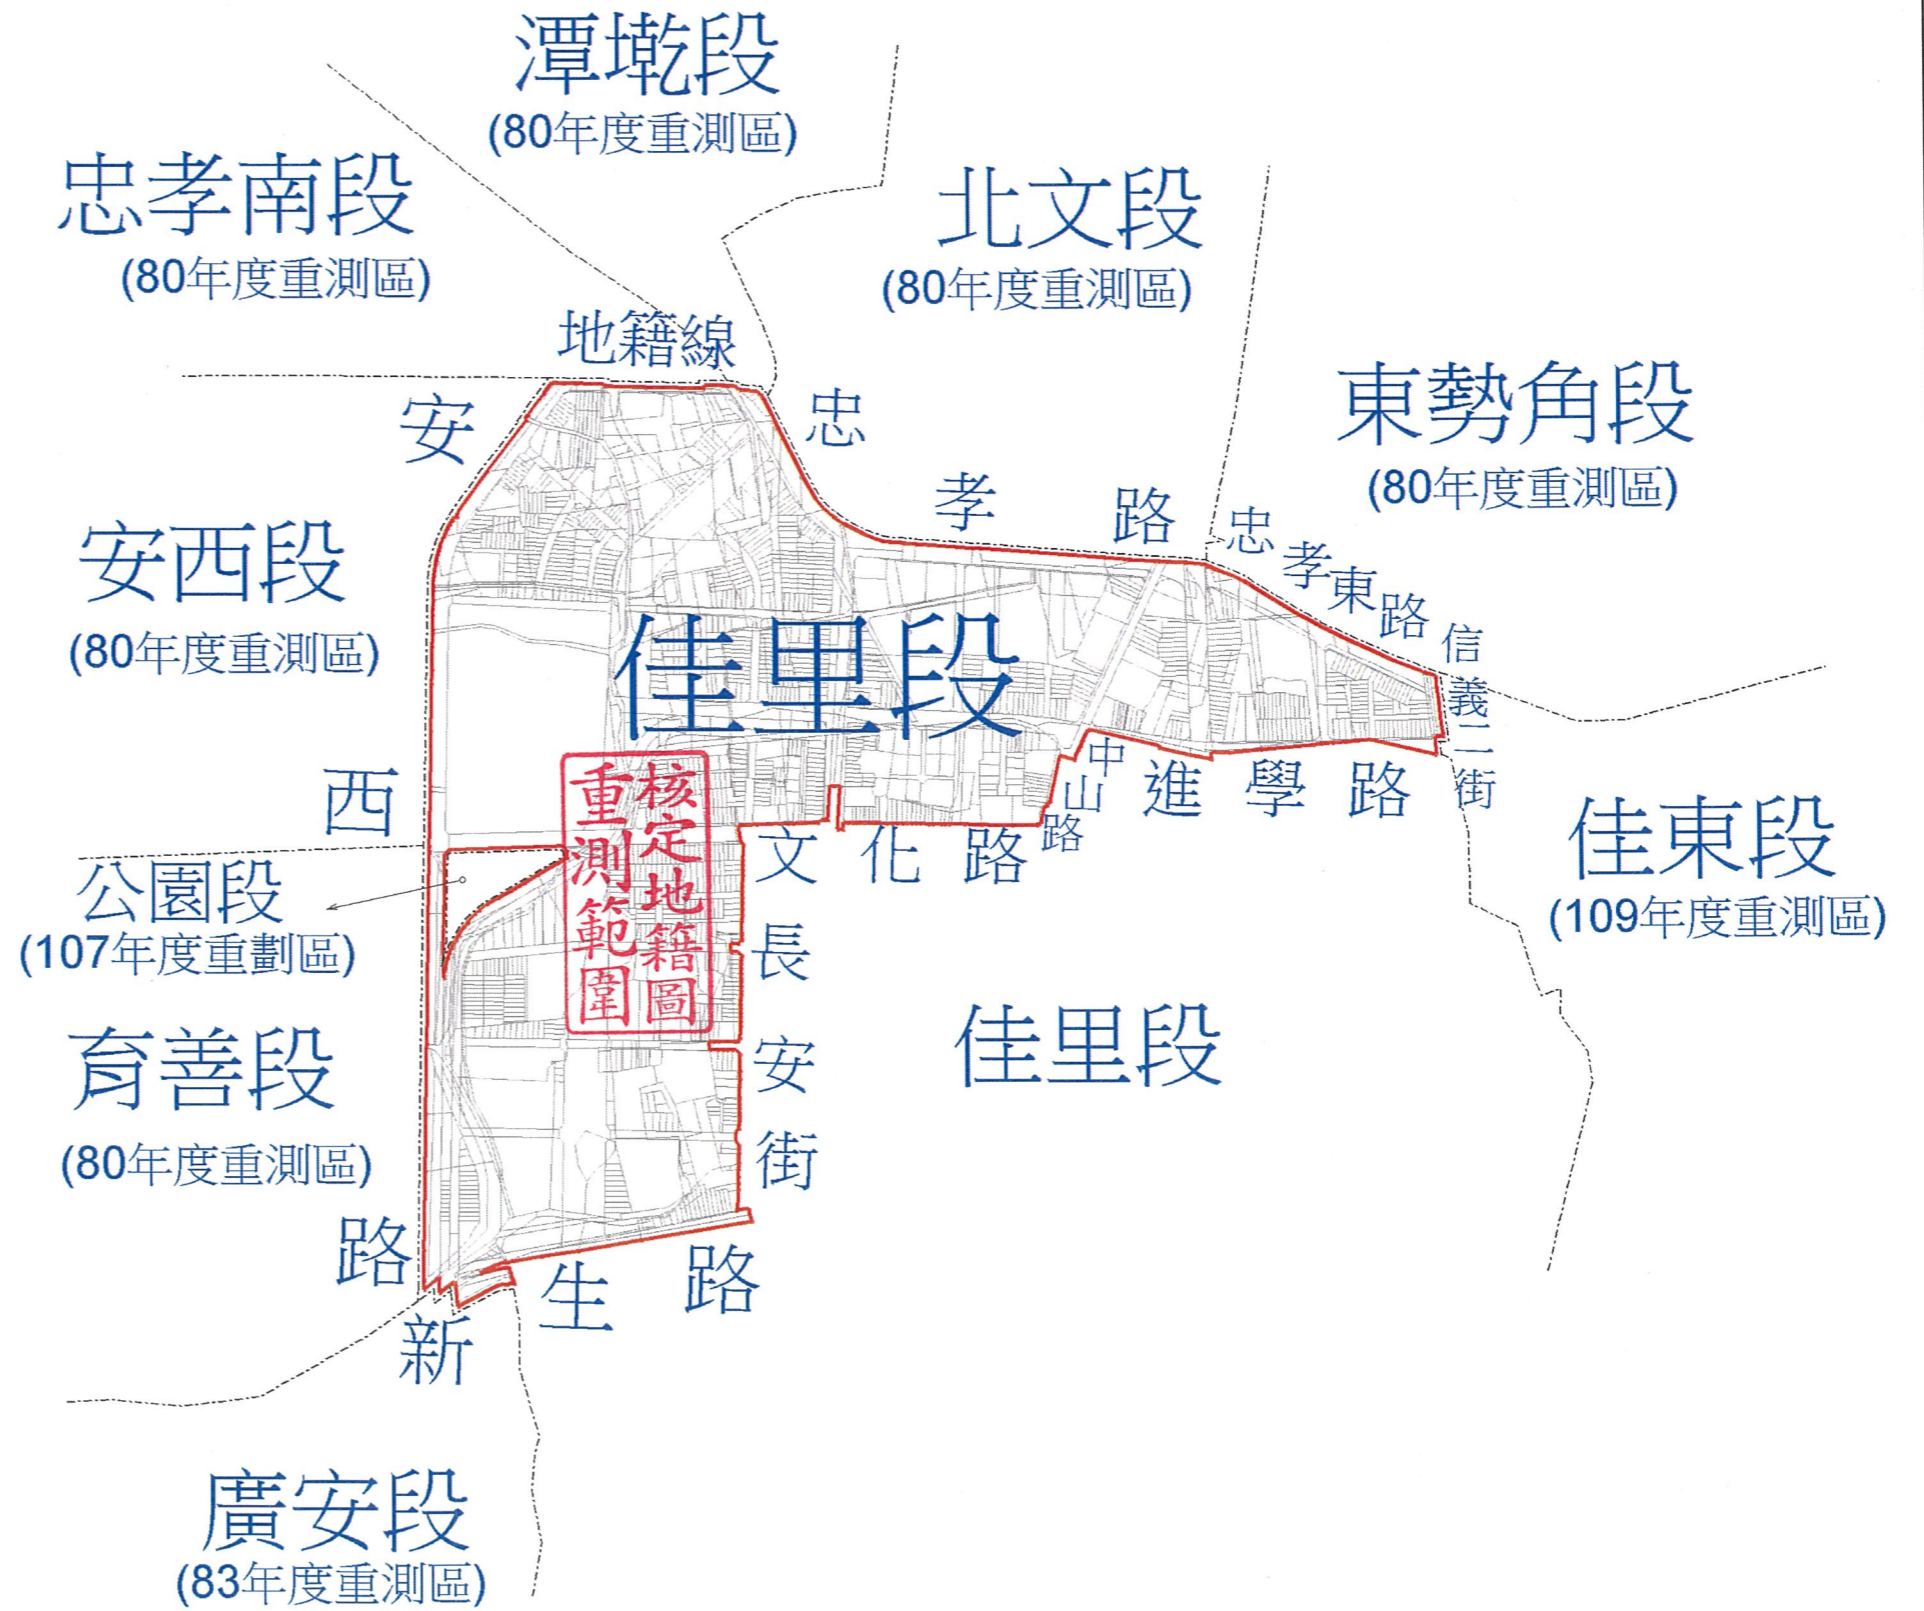 潭墘段
(80年度重測區)
忠孝南段
(80年度重測區)
北文段
(80年度重測區)
地籍線
東勢角段
(80年度重測區)
安西路
忠孝路
忠孝東路
信義二街
安西段
(80年度重測區)
佳里段
核定地籍圖
重測範圍
中山路
進學路
文化路
長安街
公園段
(107年度重劃區)
佳東段
(109年度重測區)
佳里段
育善段
(80年度重測區)
新生路
廣安段
(83年度重測區)